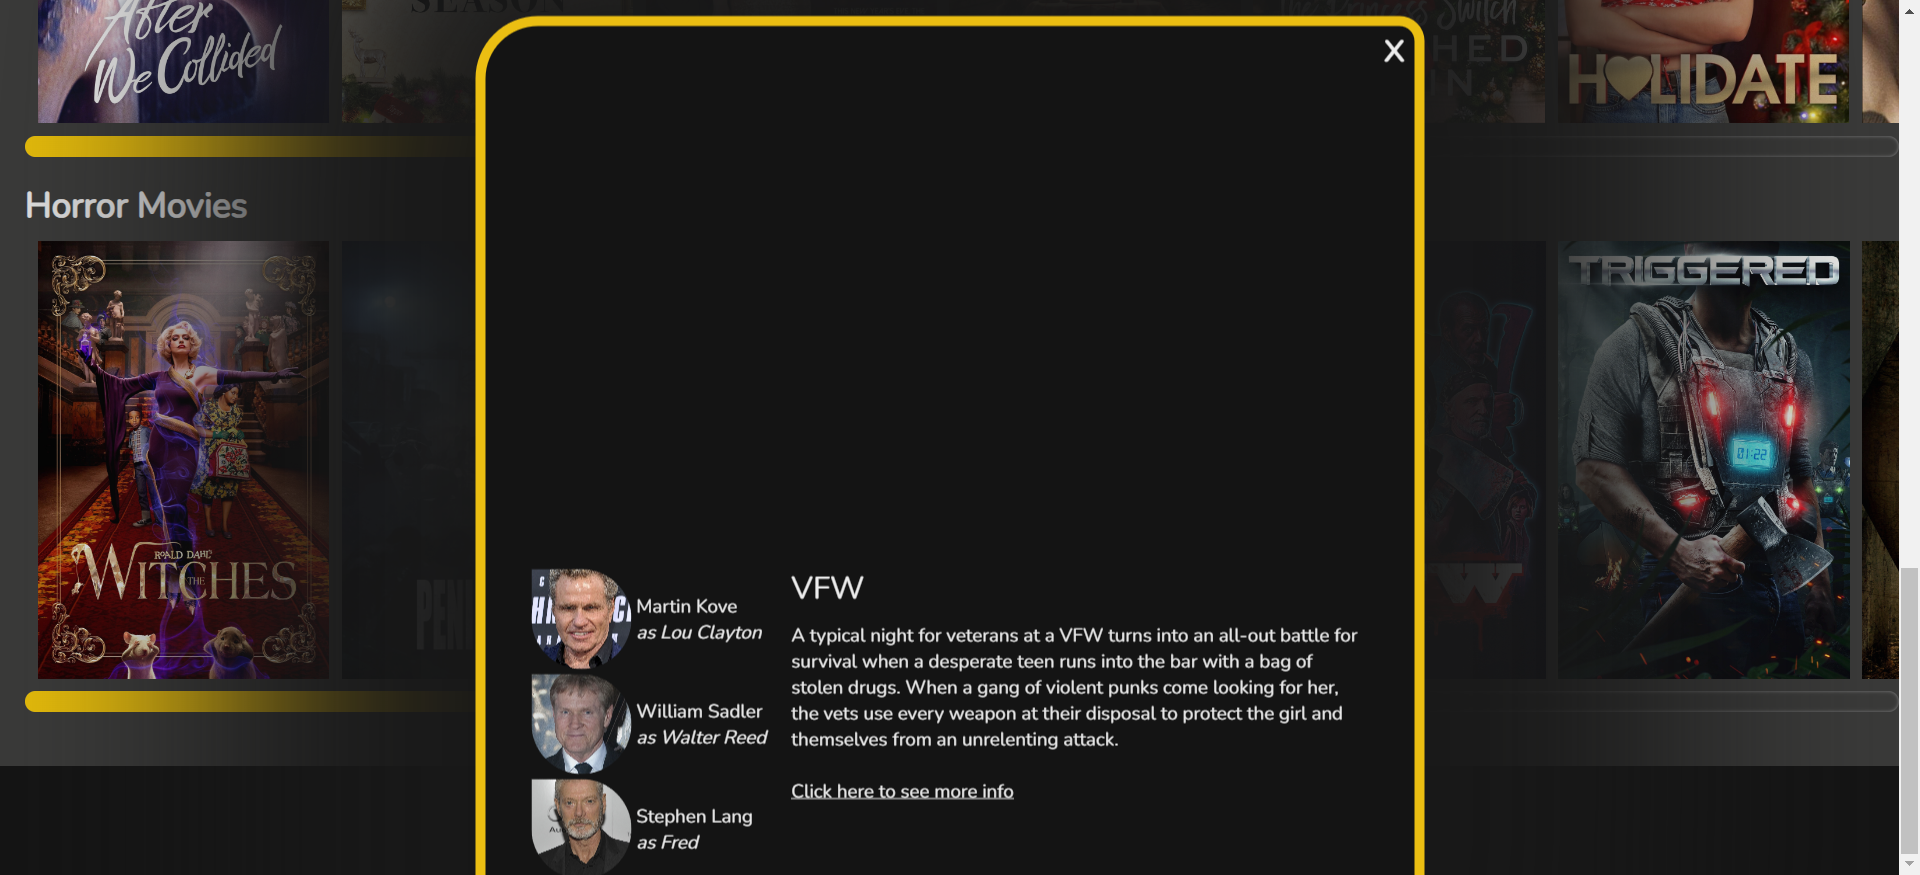 SEASON
After
We Collided
The Princess Switch
HED
IN
HOLIDATE
X
Horror Movies
ROALD DAHL'S
THE
WITCHES
PEN
TRIGGERED
01:22
W
Martin Kove
as Lou Clayton
William Sadler
as Walter Reed
Stephen Lang
as Fred
VFW
A typical night for veterans at a VFW turns into an all-out battle for
survival when a desperate teen runs into the bar with a bag of
stolen drugs. When a gang of violent punks come looking for her,
the vets use every weapon at their disposal to protect the girl and
themselves from an unrelenting attack.
Click here to see more info